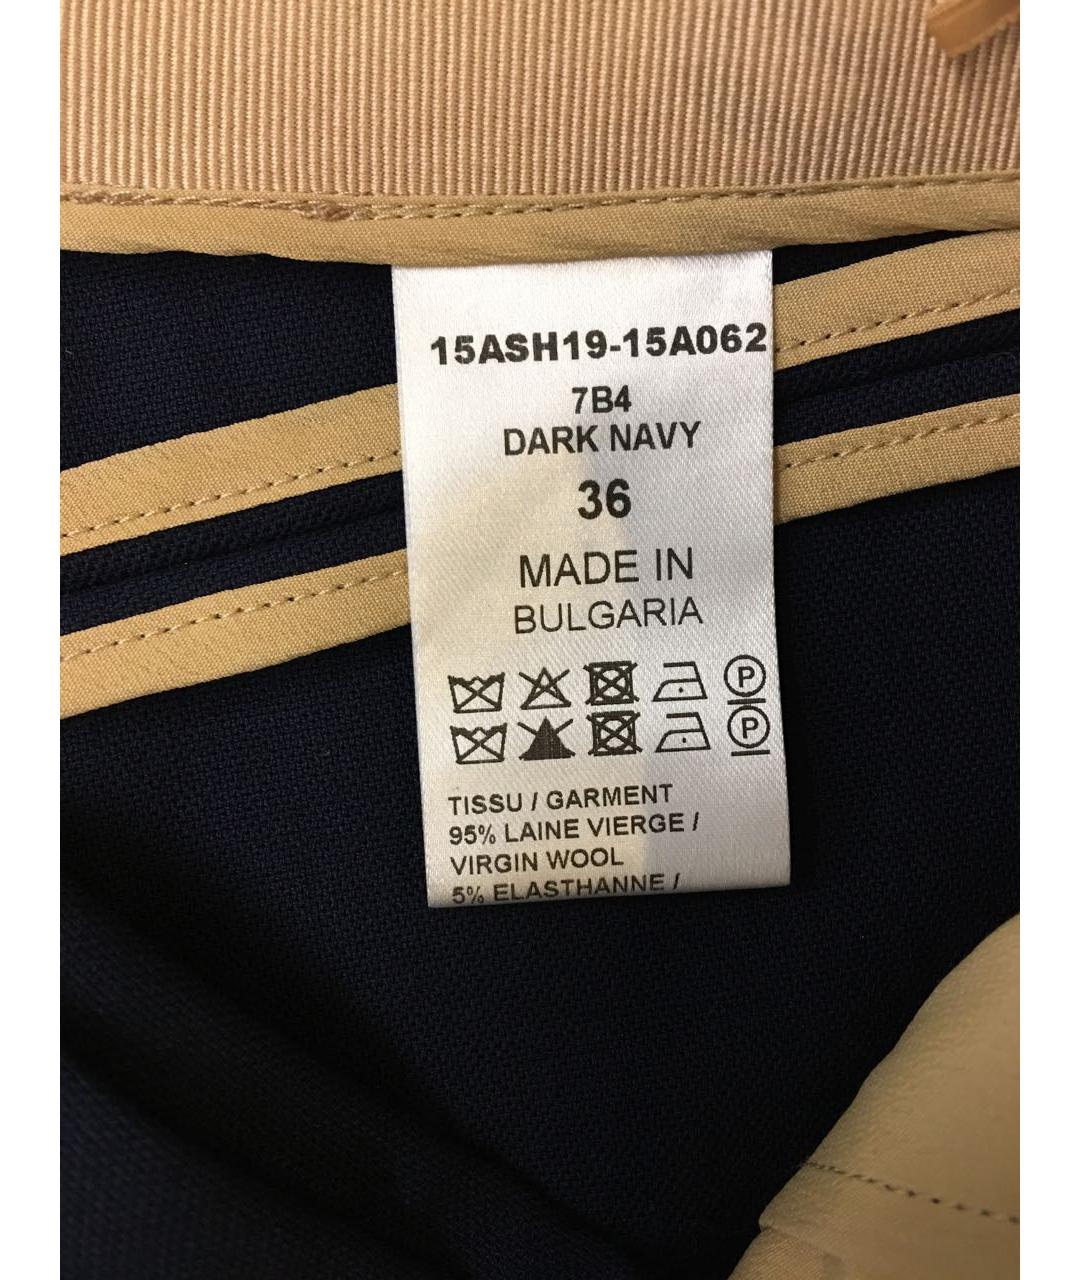 15ASH19-15A062
7B4
DARK NAVY
36
MADE IN
BULGARIA
P
P
TISSU / GARMENT
95% LAINE VIERGE /
VIRGIN WOOL
5% ELASTHANNE /